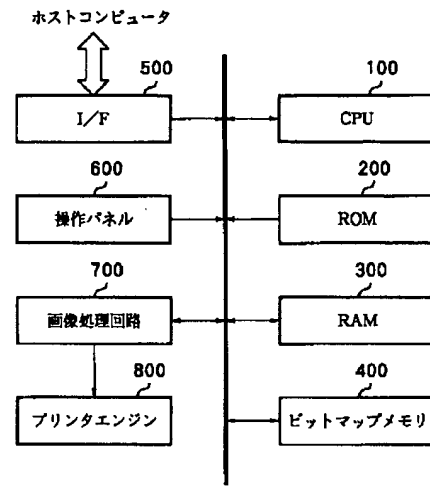 ホストコンピュータ
500
I/F
100
CPU
600
操作パネル
200
ROM
700
画像処理回路
300
RAM
800
プリンタエンジン
400
ビットマップメモリ